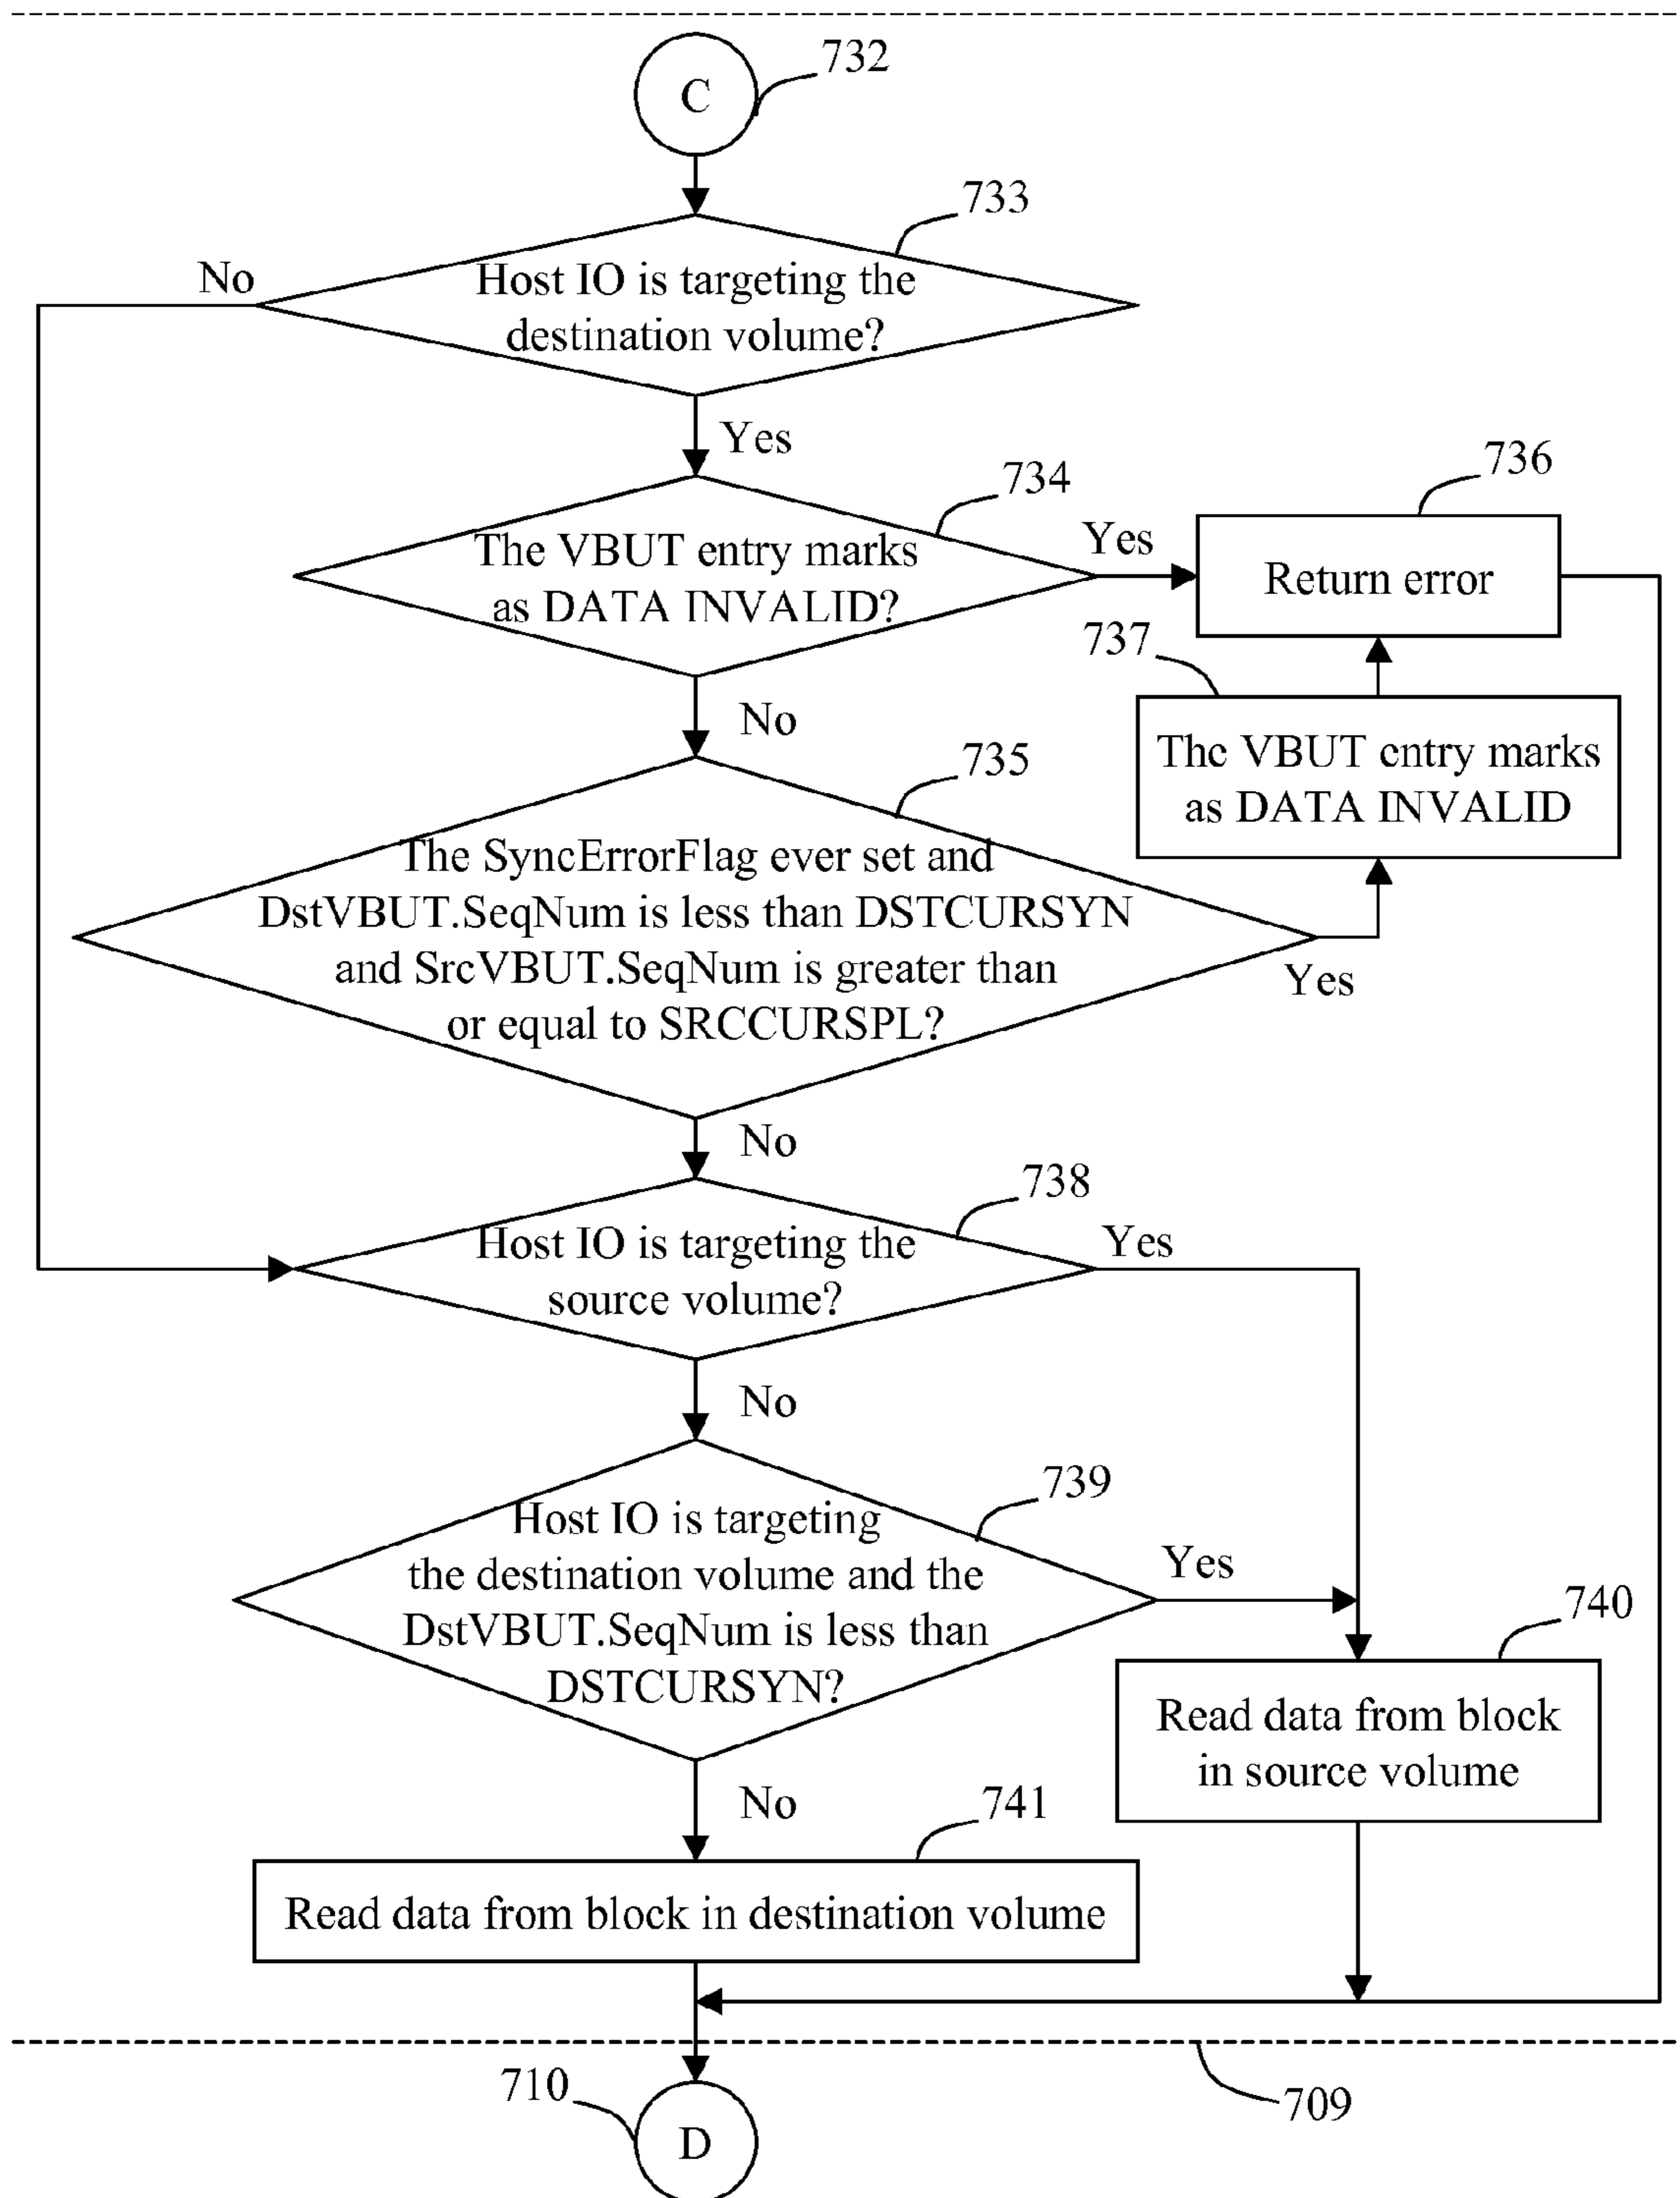 732
C
733
No
Host IO is targeting the
destination volume?
Yes
734
736
The VBUT entry marks
as DATA INVALID?
Yes
Return error
737
No
The VBUT entry marks
as DATA INVALID
735
The SyncErrorFlag ever set and
DstVBUT.SeqNum is less than DSTCURSYN
and SrcVBUT.SeqNum is greater than
or equal to SRCCURSPL?
Yes
No
738
Host IO is targeting the
source volume?
Yes
No
739
Host IO is targeting
the destination volume and the
DstVBUT.SeqNum is less than
DSTCURSYN?
Yes
740
Read data from block
in source volume
No
741
Read data from block in destination volume
710
709
D